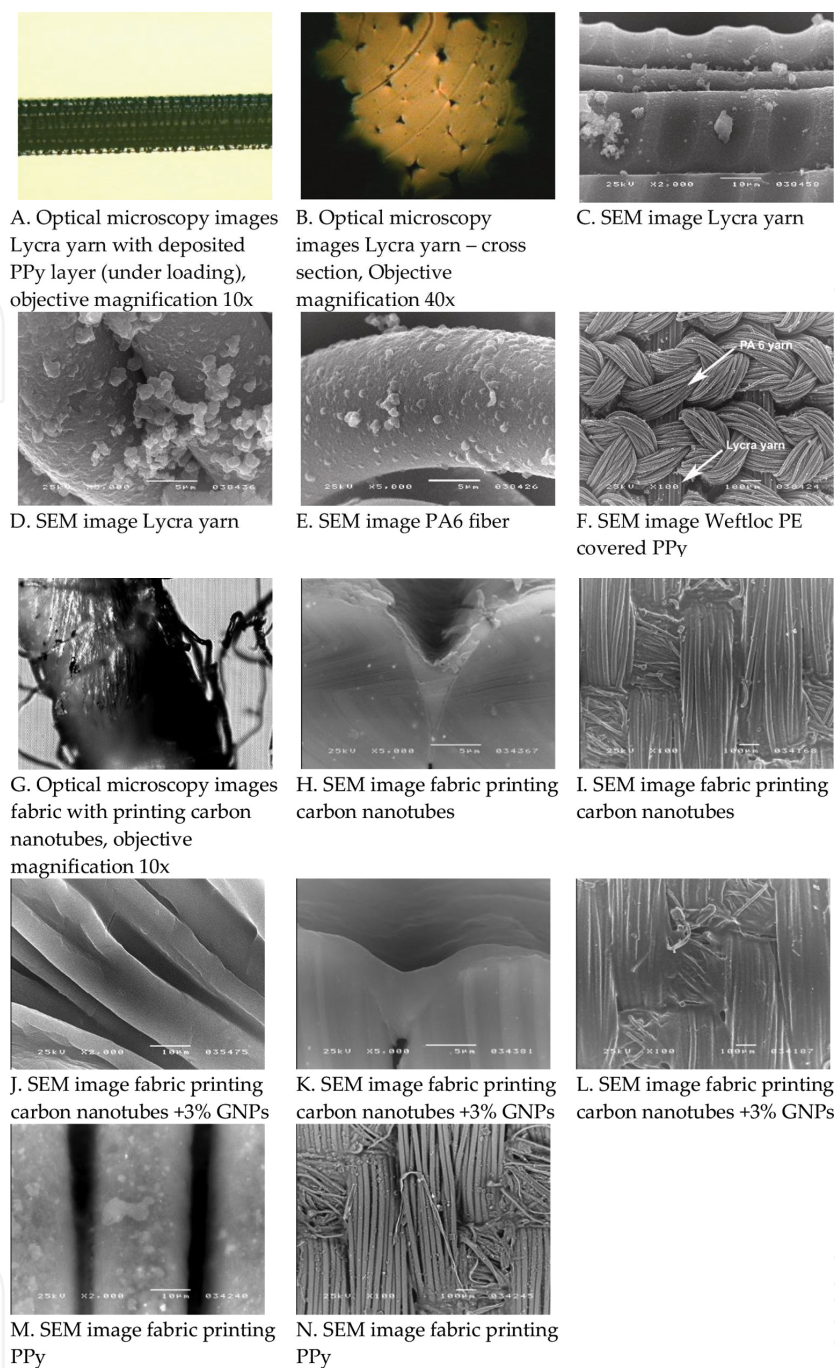 25kV X2,000 10µm 038458
A. Optical microscopy images
Lycra yarn with deposited
PPy layer (under loading),
objective magnification 10x
B. Optical microscopy
images Lycra yarn – cross
section, Objective
magnification 40x
C. SEM image Lycra yarn
25kV X5,000 5µm 038436
25kV X5,000 5µm 038426
PA 6 yarn
Lycra yarn
25kV X100 100µm 038424
D. SEM image Lycra yarn
E. SEM image PA6 fiber
F. SEM image Weftloc PE
covered PPy
25kV X5,000 5µm 034367
25kV X100 100µm 034168
G. Optical microscopy images
fabric with printing carbon
nanotubes, objective
magnification 10x
H. SEM image fabric printing
carbon nanotubes
I. SEM image fabric printing
carbon nanotubes
25kV X2,000 10µm 035475
25kV X5,000 5µm 034381
25kV X100 100µm 034187
J. SEM image fabric printing
carbon nanotubes +3% GNPs
K. SEM image fabric printing
carbon nanotubes +3% GNPs
L. SEM image fabric printing
carbon nanotubes +3% GNPs
25kV X2,000 10µm 034240
25kV X100 100µm 034245
M. SEM image fabric printing
PPy
N. SEM image fabric printing
PPy